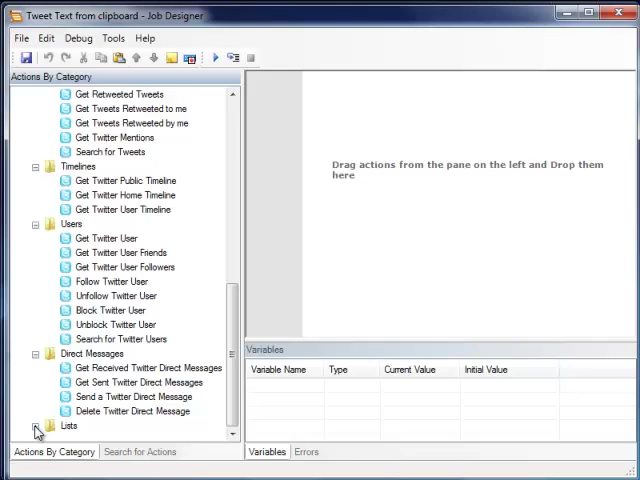 Tweet Text from clipboard - Job Designer
File Edit Debug Tools Help
Actions By Category
Get Retweeted Tweets
Get Tweets Retweeted to me
Get Tweets Retweeted by me
Get Twitter Mentions
Search for Tweets
Timelines
Get Twitter Public Timeline
Get Twitter Home Timeline
Get Twitter User Timeline
Users
Get Twitter User
Get Twitter User Friends
Get Twitter User Followers
Follow Twitter User
Unfollow Twitter User
Block Twitter User
Unblock Twitter User
Search for Twitter Users
Direct Messages
Get Received Twitter Direct Messages
Get Sent Twitter Direct Messages
Send a Twitter Direct Message
Delete Twitter Direct Message
Lists
Actions By Category Search for Actions
Drag actions from the pane on the left and Drop them
here
Variables
Variable Name Type Current Value Initial Value
Variables Errors